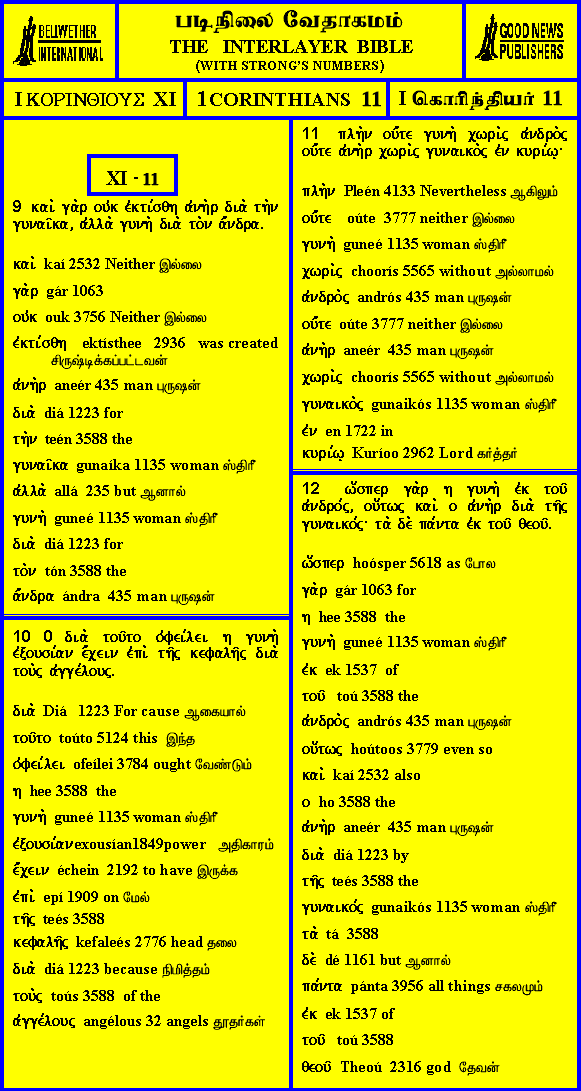 BELLWETHER
INTERNATIONAL
படிநிலை வேதாகமம்
THE INTERLAYER BIBLE
(WITH STRONG'S NUMBERS)
GOOD NEWS
PUBLISHERS
I ΚΟΡΙΝΘΙΟΥΣ XI
1 CORINTHIANS 11
I கொரிந்தியர் 11
XI - 11
9 καὶ γὰρ οὐκ ἐκτίσθη ἀνὴρ διὰ τὴν
γυναῖκα, ἀλλὰ γυνὴ διὰ τὸν ἄνδρα.
καὶ kaí 2532 Neither இல்லை
γὰρ gár 1063
οὐκ ouk 3756 Neither இல்லை
ἐκτίσθη ektísthee 2936 was created
சிருஷ்டிக்கப்பட்டவன்
ἀνὴρ aneér 435 man புருஷன்
διὰ diá 1223 for
τὴν teén 3588 the
γυναῖκα gunaíka 1135 woman ஸ்திரீ
ἀλλὰ allá 235 but ஆனால்
γυνὴ guneé 1135 woman ஸ்திரீ
διὰ diá 1223 for
τὸν tón 3588 the
ἄνδρα ándra 435 man புருஷன்
10 0 διὰ τοῦτο ὀφείλει η γυνὴ
ἐξουσίαν ἔχειν ἐπὶ τῆς κεφαλῆς διὰ
τοὺς ἀγγέλους.
διὰ Diá 1223 For cause ஆகையால்
τοῦτο toúto 5124 this இந்த
ὀφείλει ofeílei 3784 ought வேண்டும்
η hee 3588 the
γυνὴ guneé 1135 woman ஸ்திரீ
ἐξουσίανexousían1849power அதிகாரம்
ἔχειν échein 2192 to have இருக்க
ἐπὶ epí 1909 on மேல்
τῆς teés 3588
κεφαλῆς kefaleés 2776 head தலை
διὰ diá 1223 because நிமித்தம்
τοὺς toús 3588 of the
ἀγγέλους angélous 32 angels தூதர்கள்
11 πλὴν οὔτε γυνὴ χωρὶς ἀνδρὸς
οὔτε ἀνὴρ χωρὶς γυναικὸς ἐν κυρίῳ·
πλὴν Pleén 4133 Nevertheless ஆகிலும்
οὔτε oúte 3777 neither இல்லை
γυνὴ guneé 1135 woman ஸ்திரீ
χωρὶς choorís 5565 without அல்லாமல்
ἀνδρὸς andrós 435 man புருஷன்
οὔτε oúte 3777 neither இல்லை
ἀνὴρ aneér 435 man புருஷன்
χωρὶς choorís 5565 without அல்லாமல்
γυναικὸς gunaikós 1135 woman ஸ்திரீ
ἐν en 1722 in
κυρίῳ Kuríoo 2962 Lord கர்த்தர்
12 ὥσπερ γὰρ η γυνὴ ἐκ τοῦ
ἀνδρός, οὕτως καὶ ο ἀνὴρ διὰ τῆς
γυναικός· τὰ δὲ πάντα ἐκ τοῦ θεοῦ.
ὥσπερ hoósper 5618 as போல
γὰρ gár 1063 for
η hee 3588 the
γυνὴ guneé 1135 woman ஸ்திரீ
ἐκ ek 1537 of
τοῦ toú 3588 the
ἀνδρὸς andrós 435 man புருஷன்
οὕτως hoútoos 3779 even so
καὶ kaí 2532 also
ο ho 3588 the
ἀνὴρ aneér 435 man புருஷன்
διὰ diá 1223 by
τῆς teés 3588 the
γυναικός gunaikós 1135 woman ஸ்திரீ
τὰ tá 3588
δὲ dé 1161 but ஆனால்
πάντα pánta 3956 all things சகலமும்
ἐκ ek 1537 of
τοῦ toú 3588
θεοῦ Theoú 2316 god தேவன்